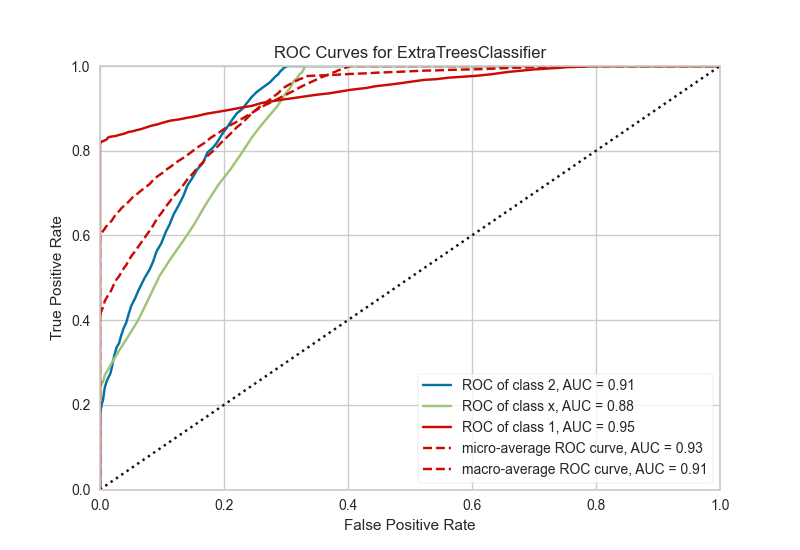 ROC Curves for ExtraTreesClassifier
True Positive Rate
1.0
0.8
0.6
0.4
0.2
0.0
ROC of class 2, AUC = 0.91
ROC of class x, AUC = 0.88
ROC of class 1, AUC = 0.95
micro-average ROC curve, AUC = 0.93
macro-average ROC curve, AUC = 0.91
0.0 0.2 0.4 0.6 0.8 1.0
False Positive Rate